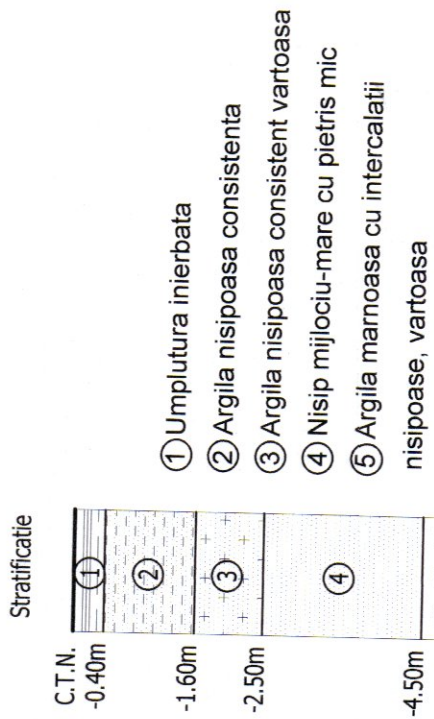 Stratificatie
C.T.N.
-0.40m
-1.60m
-2.50m
-4.50m
1
2
3
4
1 Umplutura inierbata
2 Argila nisipoasa consistenta
3 Argila nisipoasa consistent vartoasa
4 Nisip mijlociu-mare cu pietris mic
5 Argila marnoasa cu intercalatii
nisipoase, vartoasa